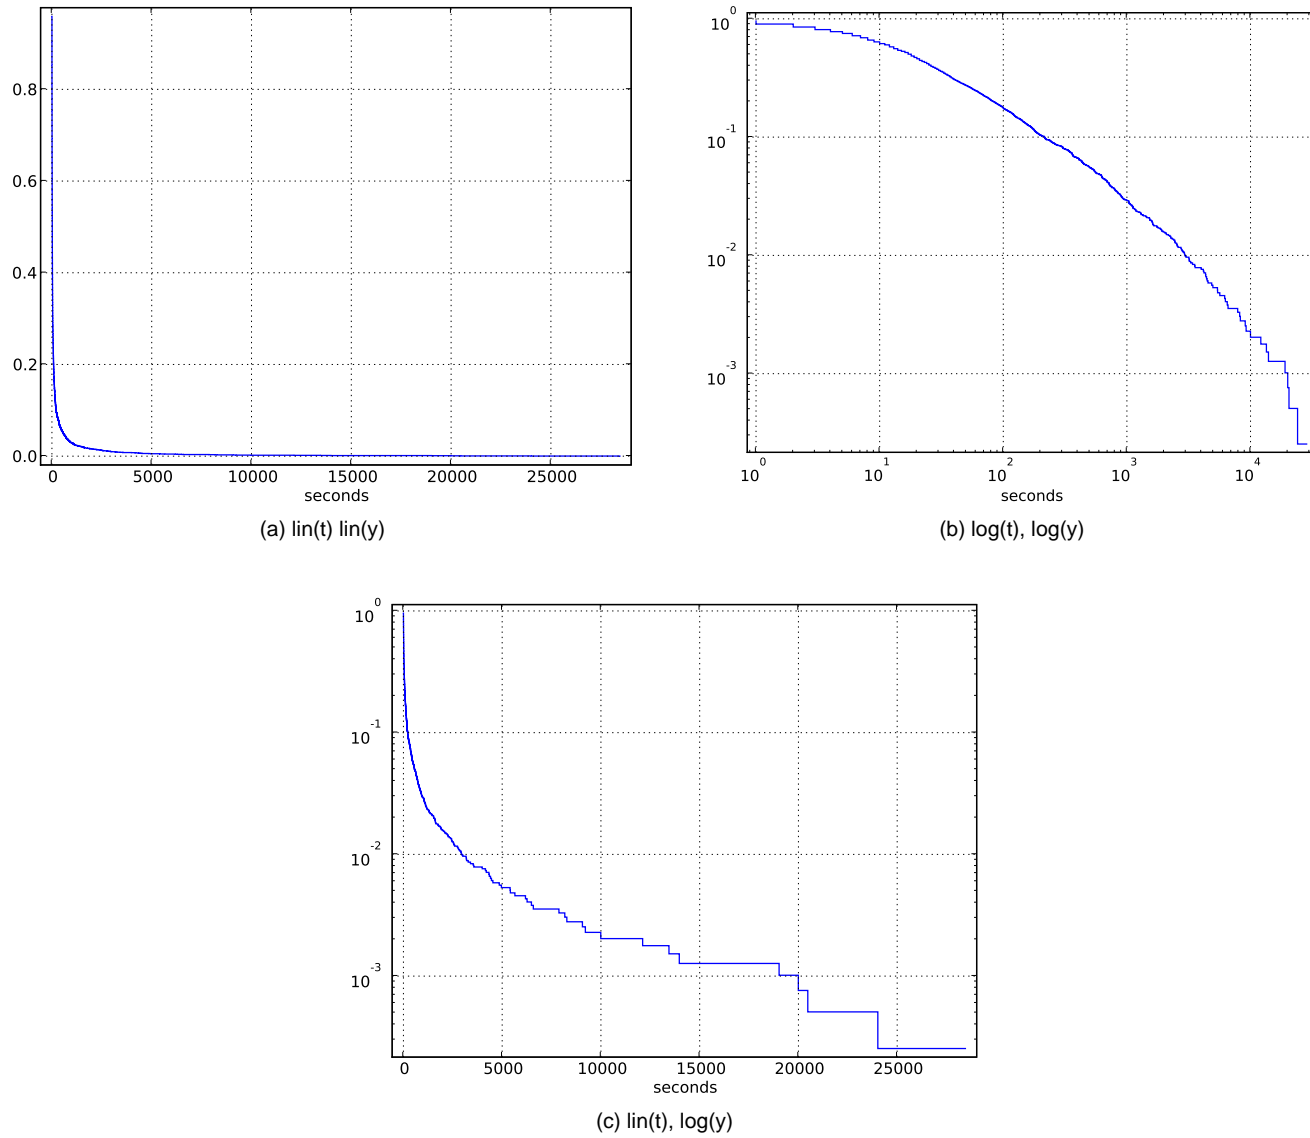 0.8
0.6
0.4
0.2
0.0
0 5000 10000 15000 20000 25000
seconds
(a) lin(t) lin(y)
10^0
10^-1
10^-2
10^-3
10^0 10^1 10^2 10^3 10^4
seconds
(b) log(t), log(y)
10^0
10^-1
10^-2
10^-3
0 5000 10000 15000 20000 25000
seconds
(c) lin(t), log(y)